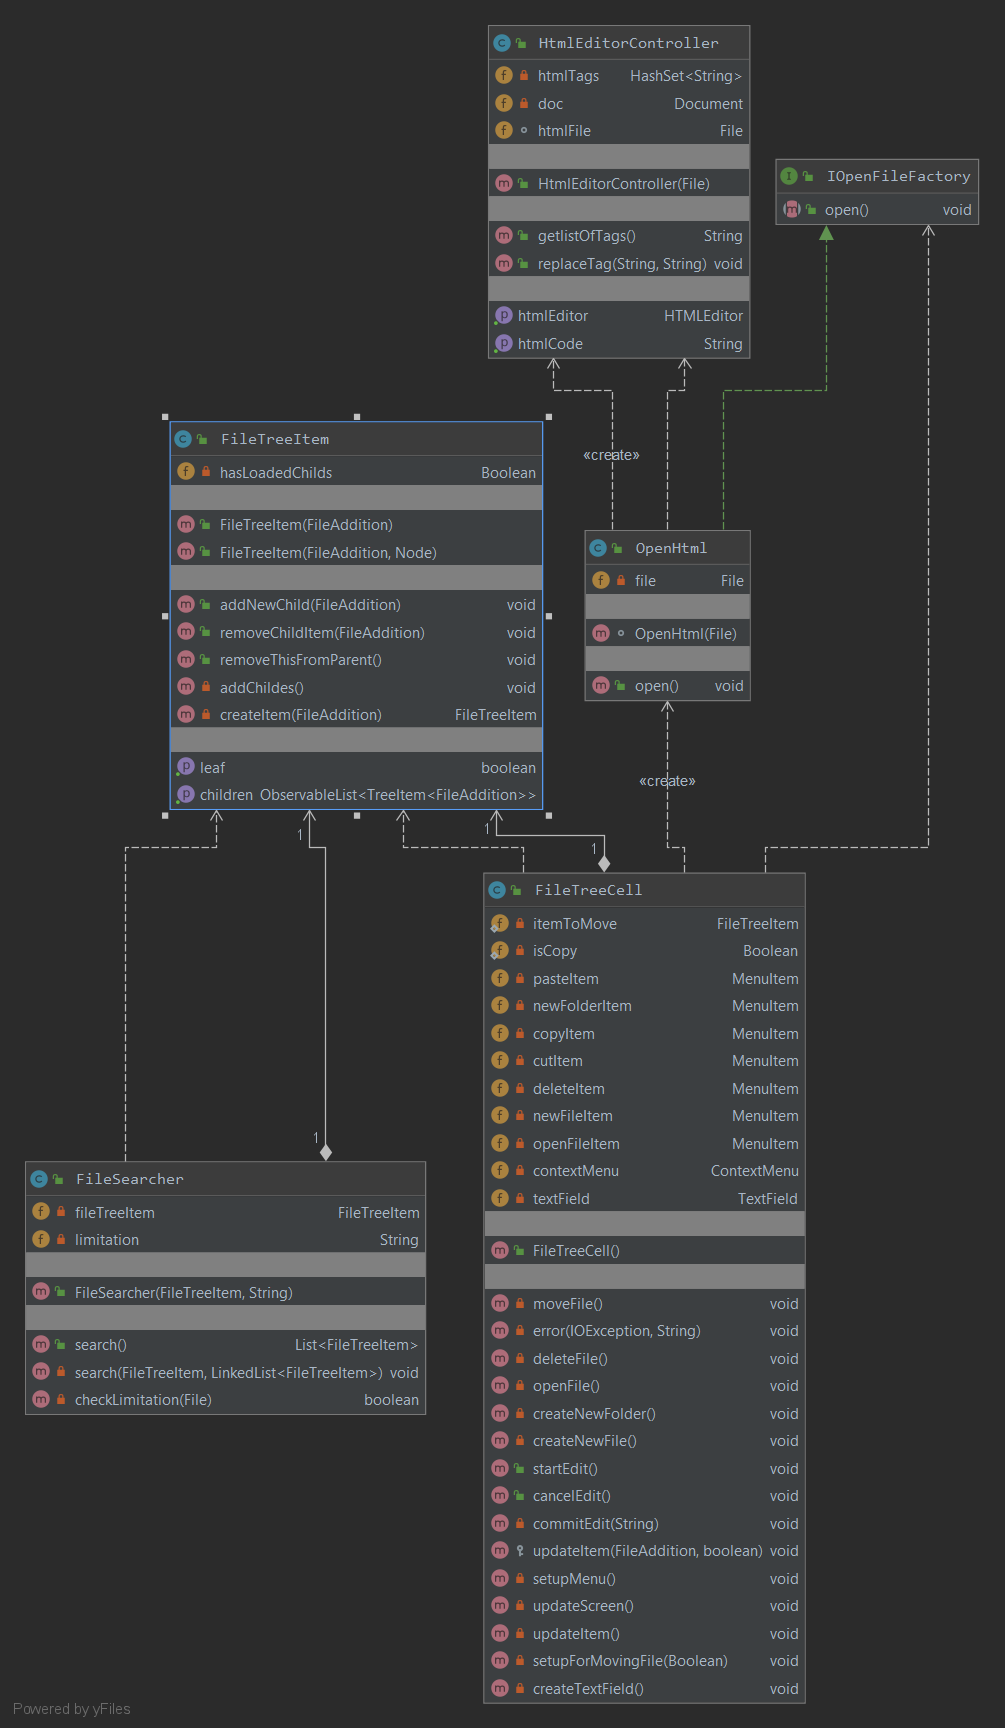 HtmlEditorController
htmlTags HashSet<String>
doc Document
htmlFile File
HtmlEditorController(File)
getlistOfTags() String
replaceTag(String, String) void
htmlEditor HTMLEditor
htmlCode String
IOpenFileFactory
open() void
FileTreeItem
hasLoadedChilds Boolean
FileTreeItem(FileAddition)
FileTreeItem(FileAddition, Node)
addNewChild(FileAddition) void
removeChildItem(FileAddition) void
removeThisFromParent() void
addChildes() void
createItem(FileAddition) FileTreeItem
leaf boolean
children ObservableList<TreeItem<FileAddition>>
«create»
OpenHtml
file File
OpenHtml(File)
open() void
«create»
1
1
1
1
FileTreeCell
itemToMove FileTreeItem
isCopy Boolean
pasteItem MenuItem
newFolderItem MenuItem
copyItem MenuItem
cutItem MenuItem
deleteItem MenuItem
newFileItem MenuItem
openFileItem MenuItem
contextMenu ContextMenu
textField TextField
FileTreeCell()
moveFile() void
error(IOException, String) void
deleteFile() void
openFile() void
createNewFolder() void
createNewFile() void
startEdit() void
cancelEdit() void
commitEdit(String) void
updateItem(FileAddition, boolean) void
setupMenu() void
updateScreen() void
updateItem() void
setupForMovingFile(Boolean) void
createTextField() void
FileSearcher
fileTreeItem FileTreeItem
limitation String
FileSearcher(FileTreeItem, String)
search() List<FileTreeItem>
search(FileTreeItem, LinkedList<FileTreeItem>) void
checkLimitation(File) boolean
Powered by yFiles